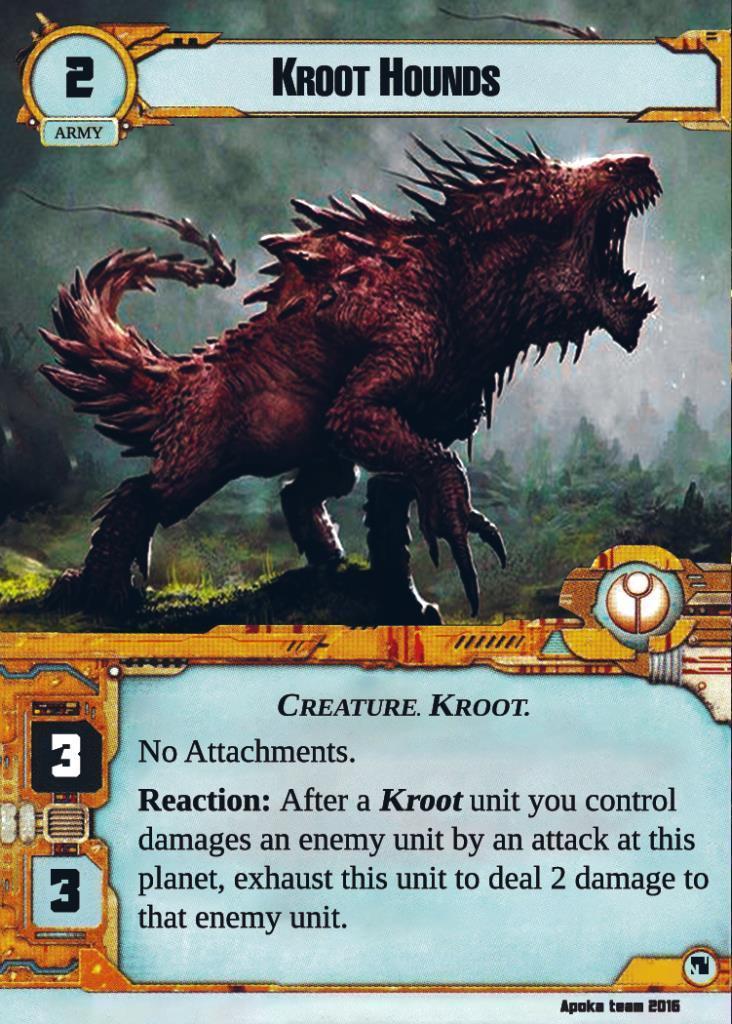 2
KROOT HOUNDS
ARMY
CREATURE. KROOT.
3
No Attachments.
Reaction: After a Kroot unit you control
damages an enemy unit by an attack at this
planet, exhaust this unit to deal 2 damage to
that enemy unit.
3
Apoka team 2016